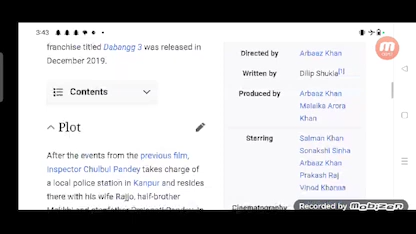 3:43
franchise titled Dabangg 3 was released in
December 2019.
Contents
Plot
After the events from the previous film,
Inspector Chulbul Pandey takes charge of
a local police station in Kanpur and resides
there with his wife Rajjo, half-brother
Directed by Arbaaz Khan
Written by Dilip Shukla[1]
Produced by Arbaaz Khan
Malaika Arora
Khan
Starring Salman Khan
Sonakshi Sinha
Arbaaz Khan
Prakash Raj
Vinod Khanna
Cinematography
Recorded by Mobizen